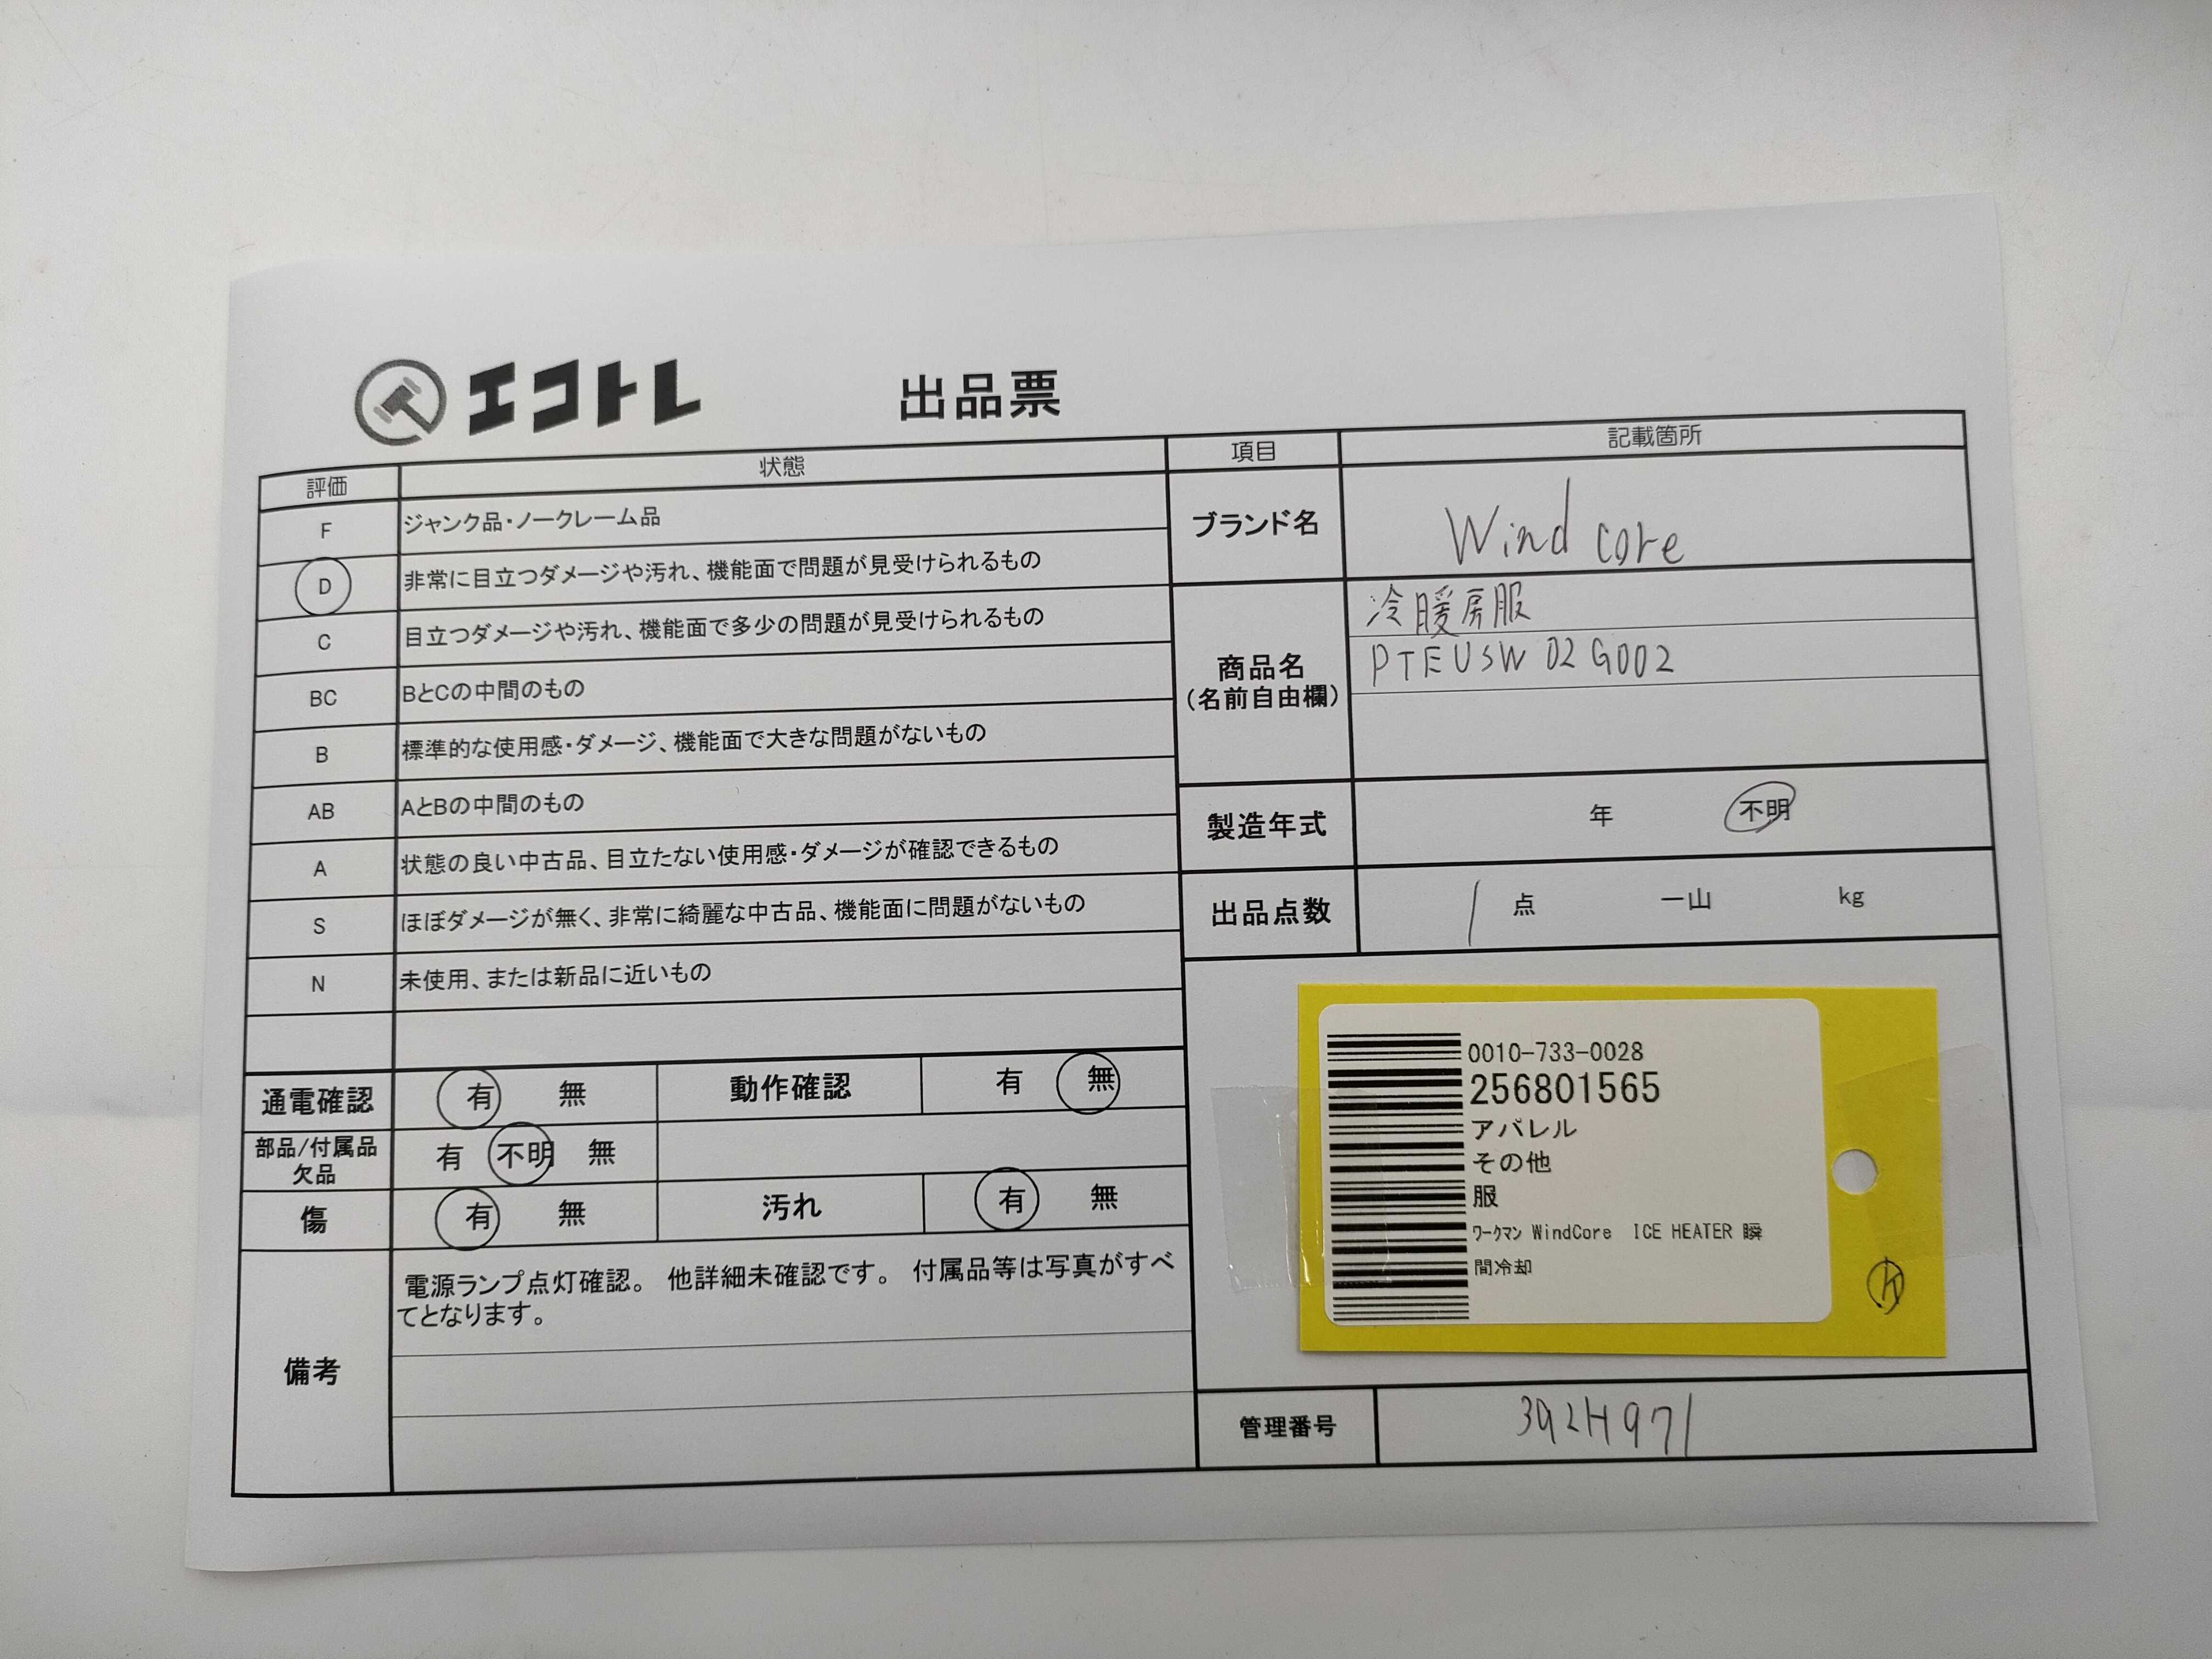 エコトレ 出品票
評価 状態
F ジャンク品・ノークレーム品
D 非常に目立つダメージや汚れ、機能面で問題が見受けられるもの
C 目立つダメージや汚れ、機能面で多少の問題が見受けられるもの
BC BとCの中間のもの
B 標準的な使用感・ダメージ、機能面で大きな問題がないもの
AB AとBの中間のもの
A 状態の良い中古品、目立たない使用感・ダメージが確認できるもの
S ほぼダメージが無く、非常に綺麗な中古品、機能面に問題がないもの
N 未使用、または新品に近いもの
通電確認 有 無 動作確認 有 無
部品/付属品
欠品
有 不明 無
傷 有 無 汚れ 有 無
備考
電源ランプ点灯確認。 他詳細未確認です。 付属品等は写真がすべ
てとなります。
項目 記載箇所
ブランド名 Wind core
商品名
(名前自由欄)
冷暖房服
PTEUSW 02 G002
製造年式 年 不明
出品点数 1 点 一山 kg
0010-733-0028
256801565
アパレル
その他
服
ワークマン WindCore ICE HEATER 瞬
間冷却
管理番号 392H971